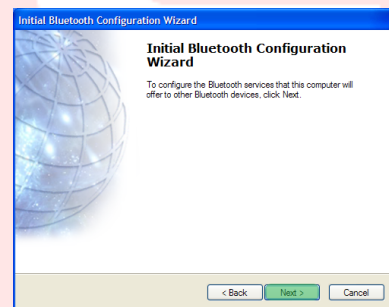 Initial Bluetooth Configuration Wizard
Initial Bluetooth Configuration
Wizard
To configure the Bluetooth services that this computer will
offer to other Bluetooth devices, click Next.
< Back Next > Cancel